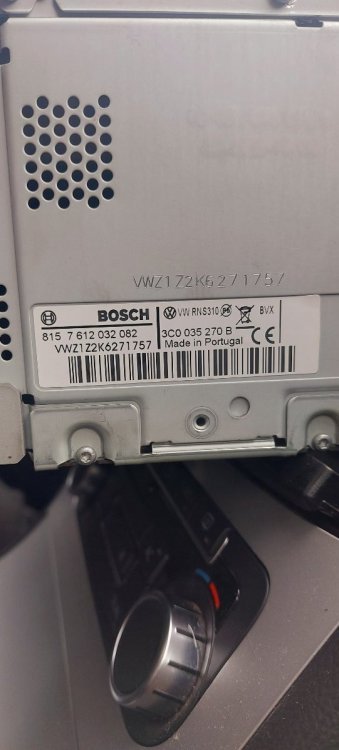 VWZ1Z2K6271757
BOSCH
VW RNS310
BVX
815 7 612 032 082
3C0 035 270 B
VWZ1Z2K6271757
Made in Portugal
CE